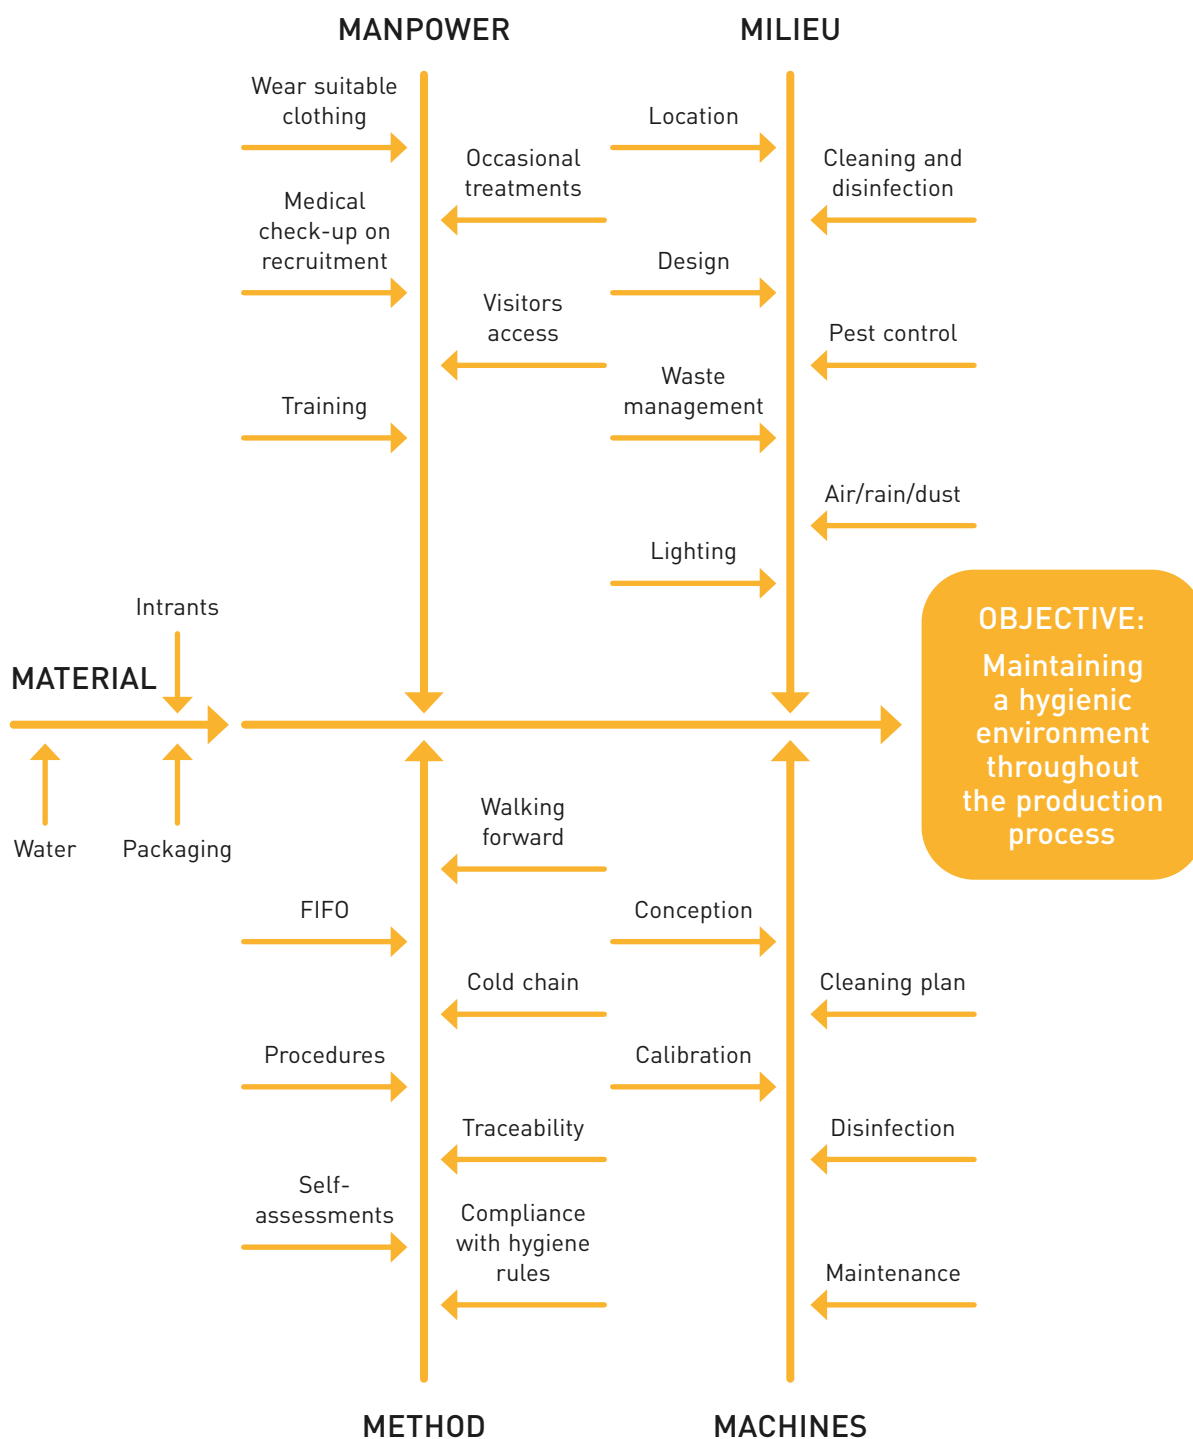 MANPOWER
MILIEU
Wear suitable
clothing
Location
Occasional
treatments
Cleaning and
disinfection
Medical
check-up on
recruitment
Design
Visitors
access
Pest control
Waste
management
Training
Air/rain/dust
Lighting
Intrants
MATERIAL
Water
Packaging
OBJECTIVE:
Maintaining
a hygienic
environment
throughout
the production
process
Walking
forward
FIFO
Conception
Cold chain
Cleaning plan
Procedures
Calibration
Traceability
Disinfection
Self-
assessments
Compliance
with hygiene
rules
Maintenance
METHOD
MACHINES